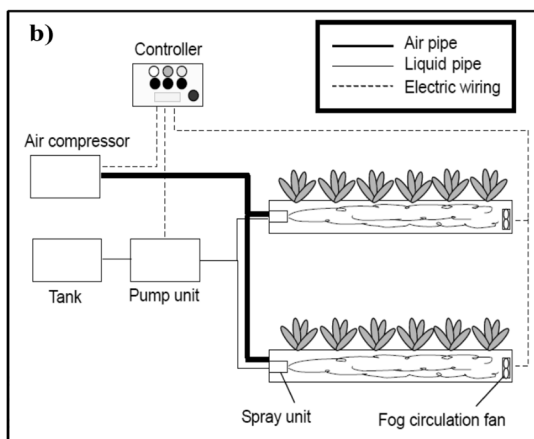 b)
Controller
Air pipe
Liquid pipe
Electric wiring
Air compressor
Tank
Pump unit
Spray unit
Fog circulation fan